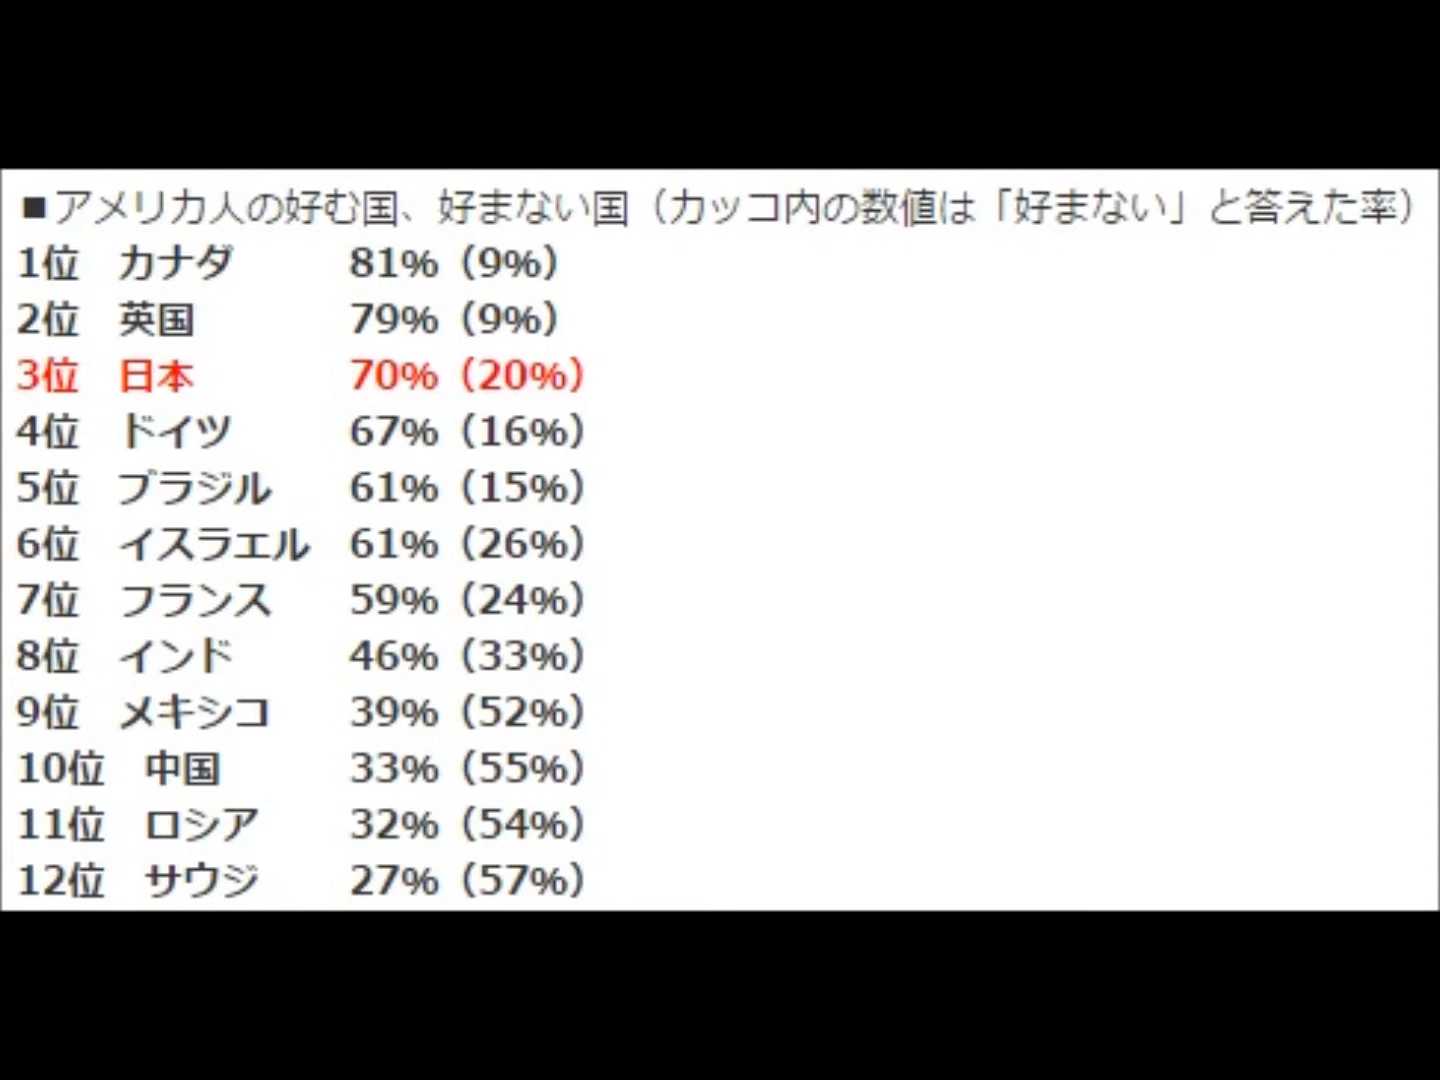 ■アメリカ人の好む国、好まない国（カッコ内の数値は「好まない」と答えた率）
1位　カナダ　　　81%（9%）
2位　英国　　　　79%（9%）
3位　日本　　　　70%（20%）
4位　ドイツ　　　67%（16%）
5位　ブラジル　　61%（15%）
6位　イスラエル　61%（26%）
7位　フランス　　59%（24%）
8位　インド　　　46%（33%）
9位　メキシコ　　39%（52%）
10位　中国　　　 33%（55%）
11位　ロシア　　 32%（54%）
12位　サウジ　　 27%（57%）